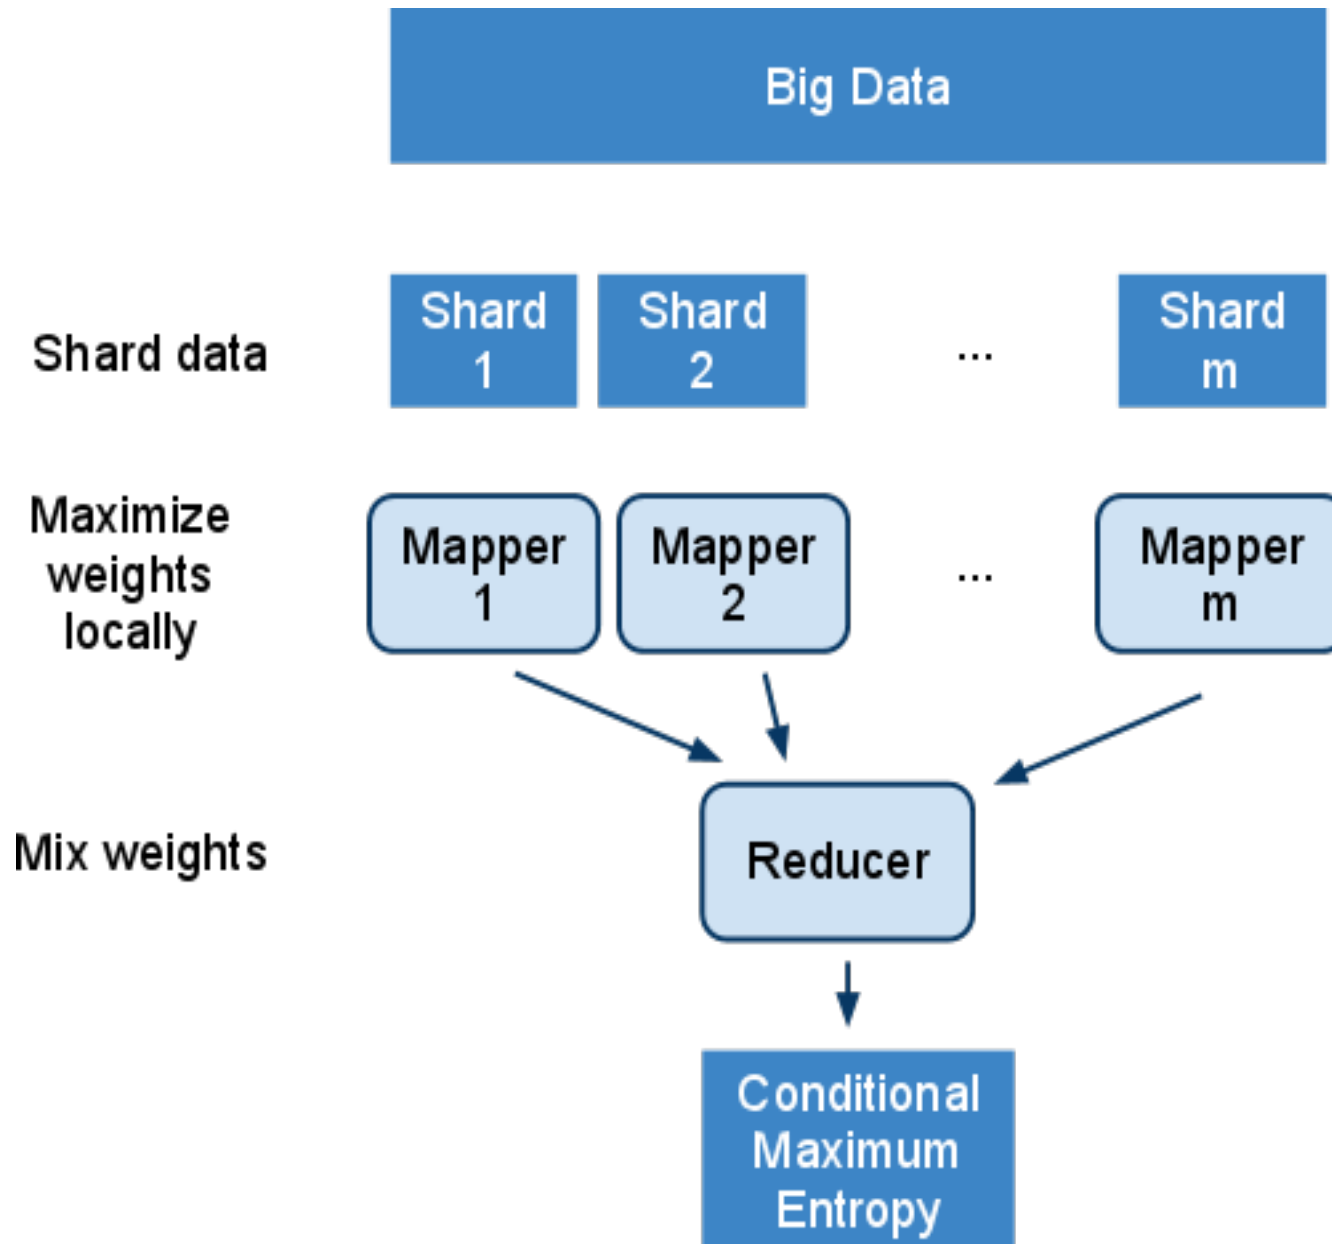 Big Data
Shard data
Shard
1
Shard
2
...
Shard
m
Maximize
weights
locally
Mapper
1
Mapper
2
...
Mapper
m
Mix weights
Reducer
Conditional
Maximum
Entropy